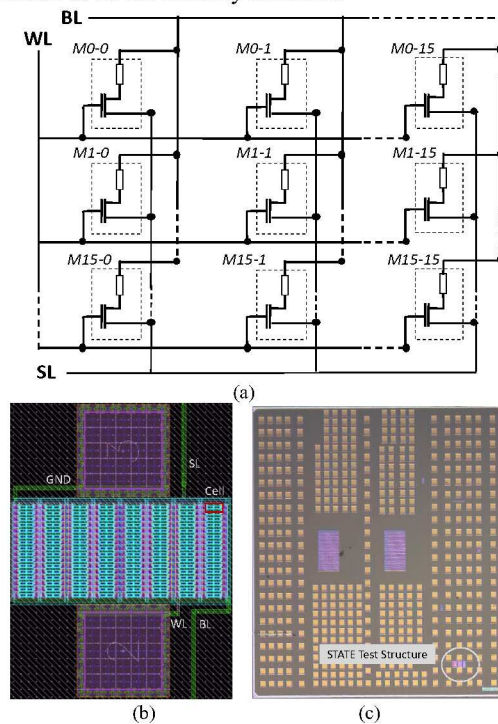 BL
WL
M0-0 M0-1 M0-15
M1-0 M1-1 M1-15
M15-0 M15-1 M15-15
SL
(a)
GND
SL
Cell
WL
BL
STATE Test Structure
(b) (c)